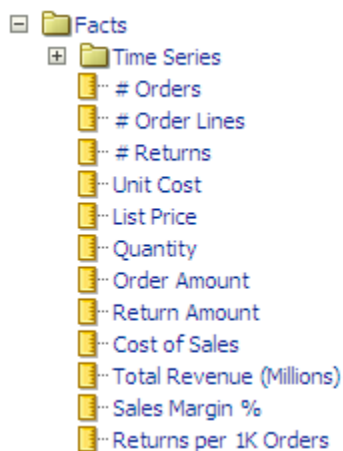 Facts
Time Series
# Orders
# Order Lines
# Returns
Unit Cost
List Price
Quantity
Order Amount
Return Amount
Cost of Sales
Total Revenue (Millions)
Sales Margin %
Returns per 1K Orders